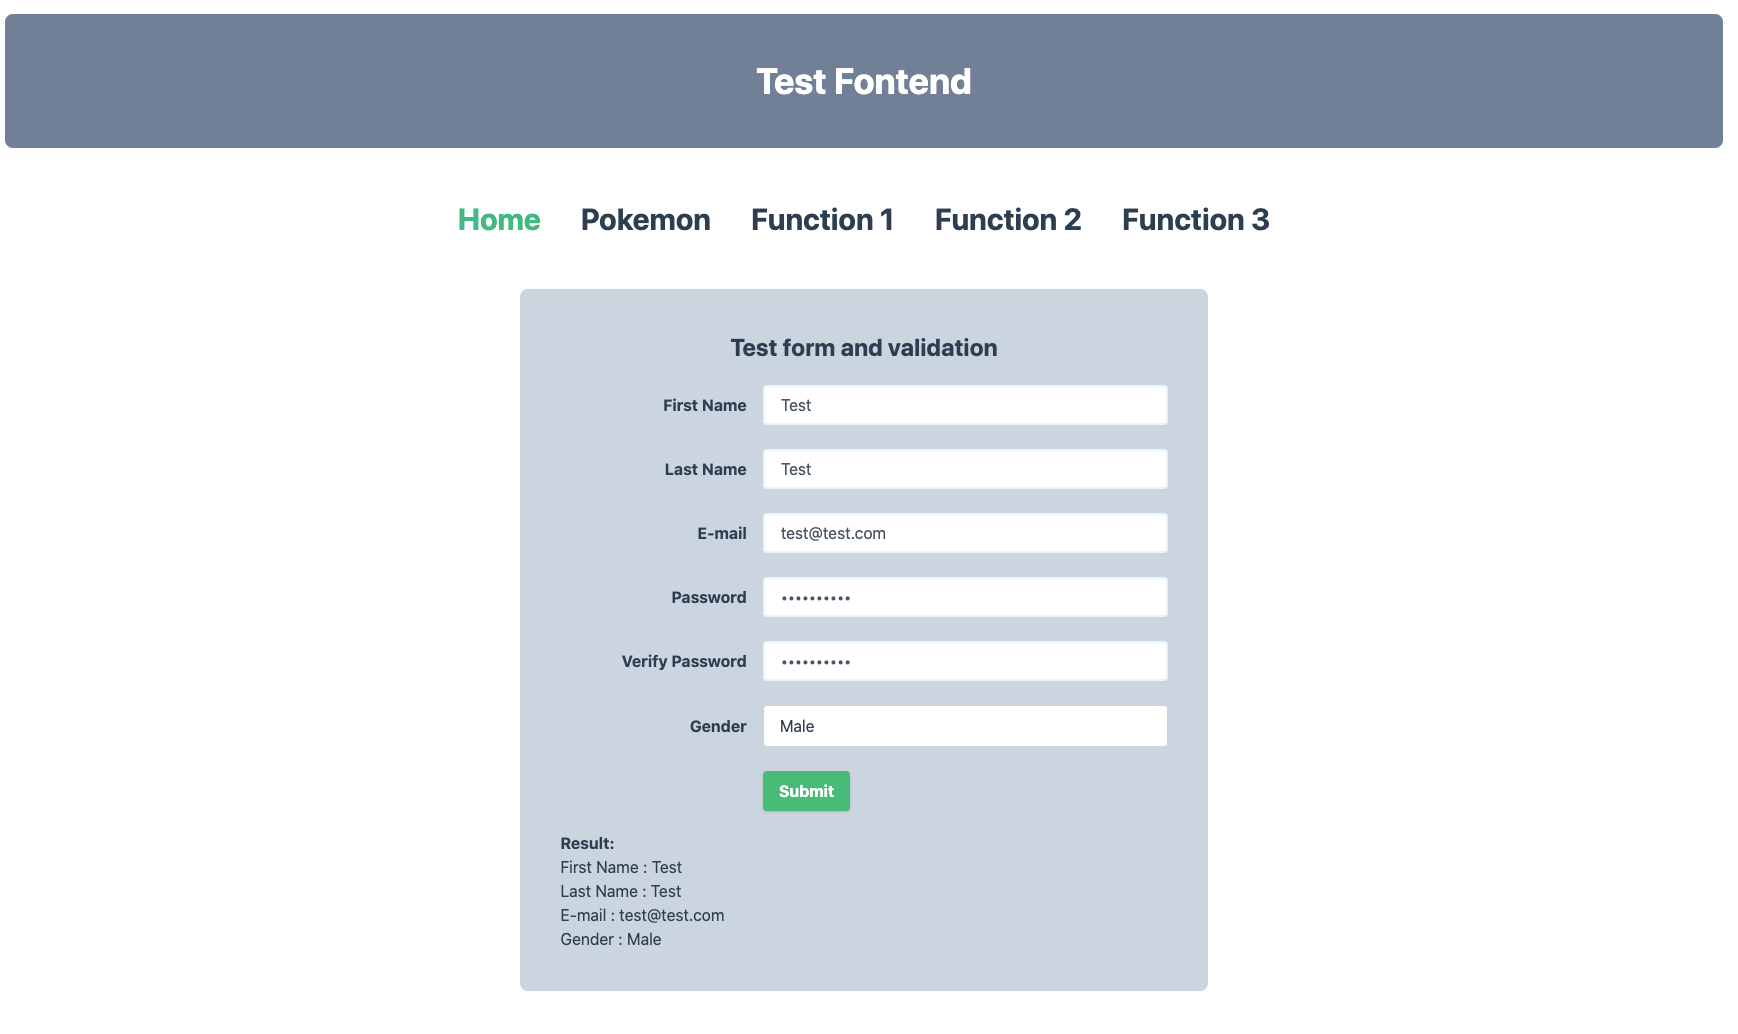 Test Fontend
Home Pokemon Function 1 Function 2 Function 3
Test form and validation
First Name Test
Last Name Test
E-mail test@test.com
Password ••••••••••
Verify Password ••••••••••
Gender Male
Submit
Result:
First Name : Test
Last Name : Test
E-mail : test@test.com
Gender : Male